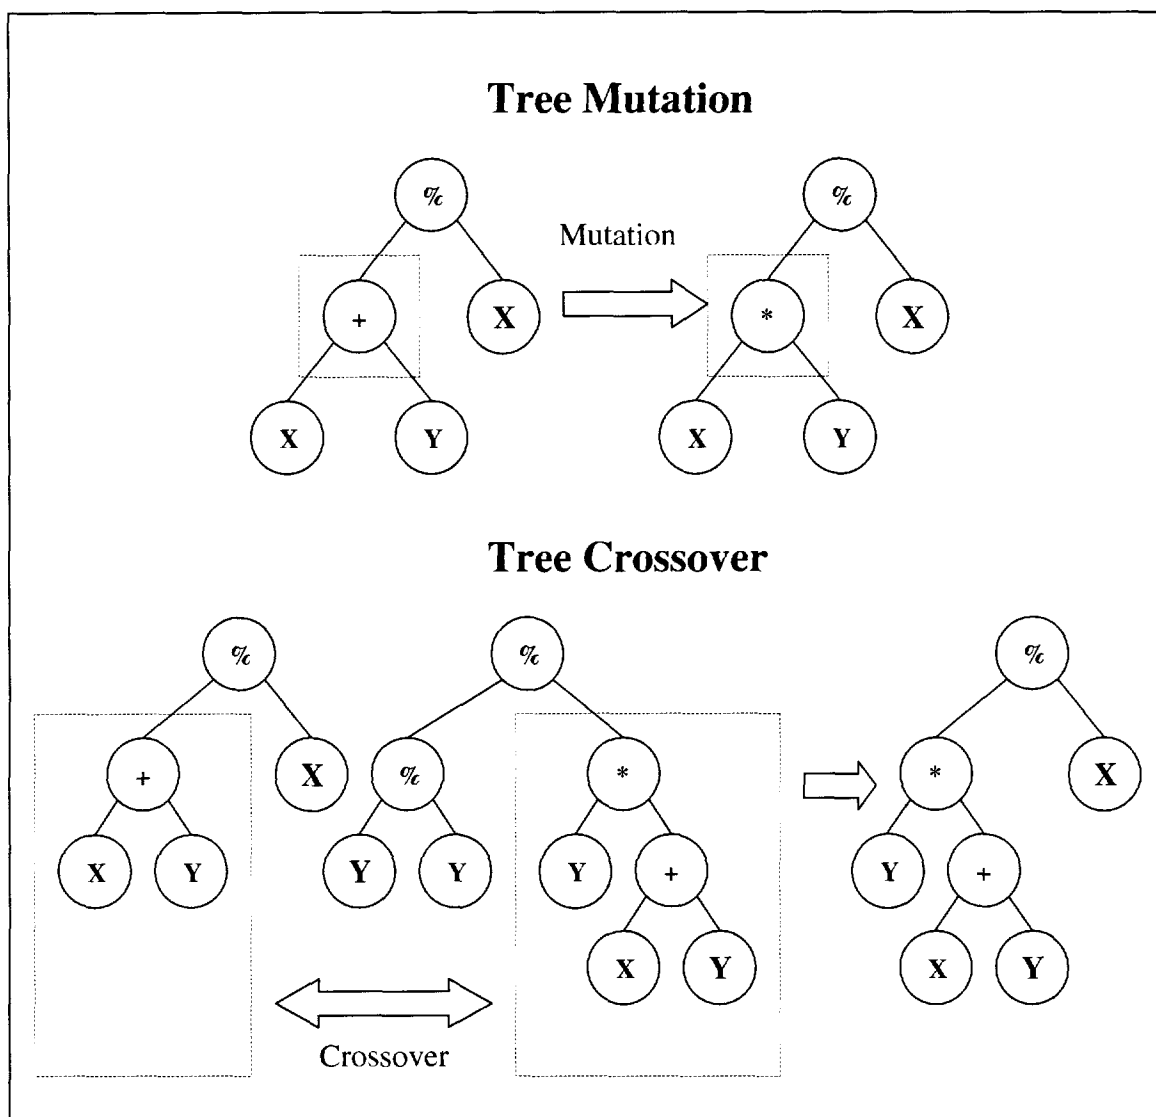 Tree Mutation
% %
Mutation
+ X * X
X Y X Y
Tree Crossover
% % %
+ X % * * X
X Y Y Y Y + Y +
X Y X Y
Crossover